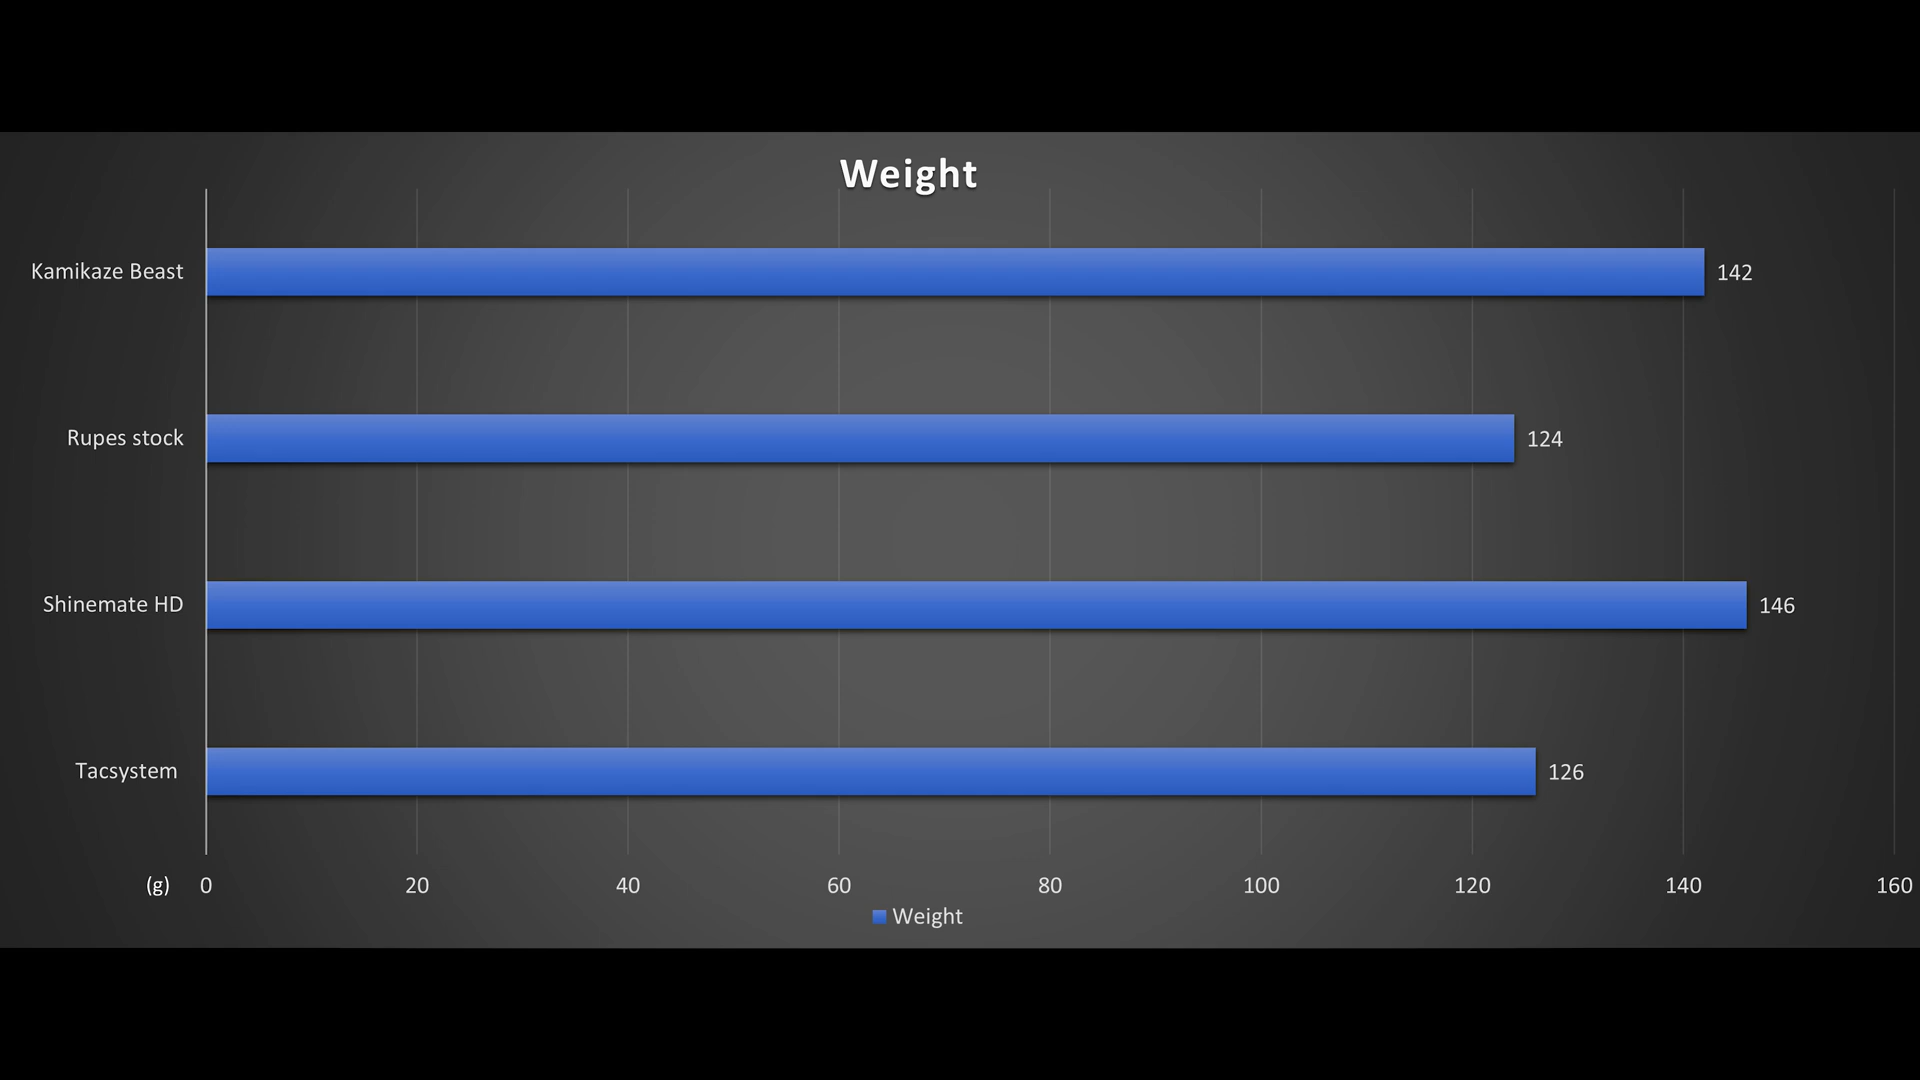 Weight
Kamikaze Beast
142
Rupes stock
124
Shinemate HD
146
Tacsystem
126
(g) 0 20 40 60 80 100 120 140 160
Weight